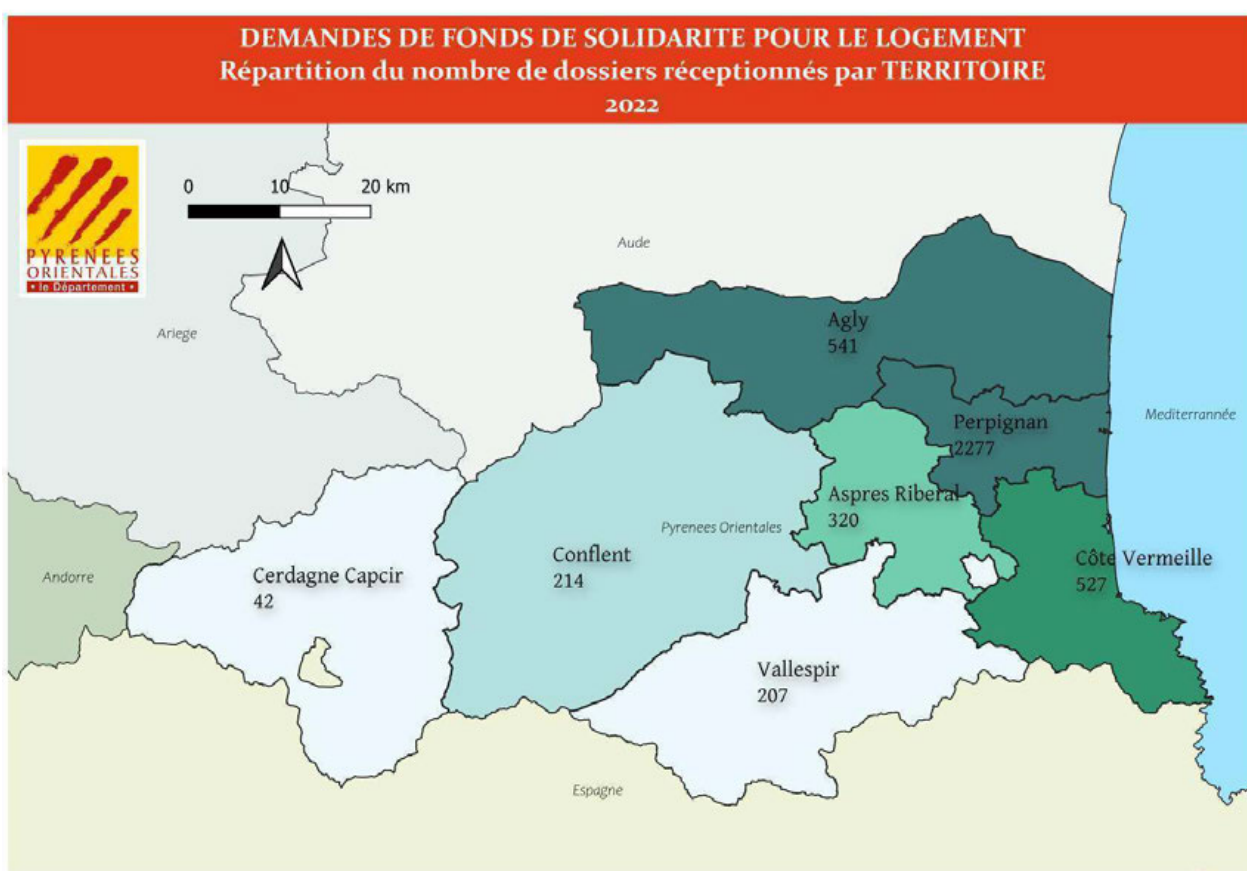 DEMANDES DE FONDS DE SOLIDARITE POUR LE LOGEMENT
Répartition du nombre de dossiers réceptionnés par TERRITOIRE
2022
0 10 20 km
PYRENEES
ORIENTALES
• le Département •
Aude
Ariege
Agly
541
Mediterrannée
Perpignan
2277
Aspres Riberal
320
Pyrenees Orientales
Conflent
214
Côte Vermeille
527
Andorre
Cerdagne Capcir
42
Vallespir
207
Espagne